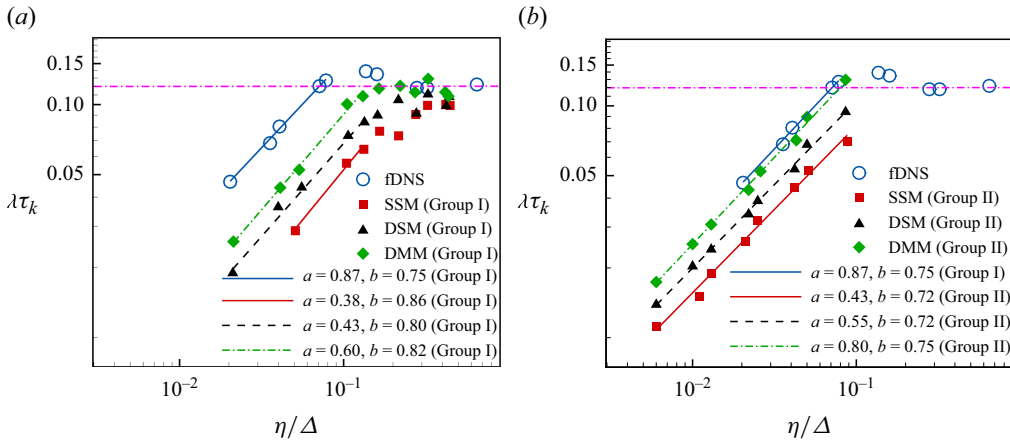 (a)
0.15
0.10
0.05
λτk
fDNS
SSM (Group I)
DSM (Group I)
DMM (Group I)
a = 0.87, b = 0.75 (Group I)
a = 0.38, b = 0.86 (Group I)
a = 0.43, b = 0.80 (Group I)
a = 0.60, b = 0.82 (Group I)
10–2
10–1
η/Δ
(b)
0.15
0.10
0.05
λτk
fDNS
SSM (Group II)
DSM (Group II)
DMM (Group II)
a = 0.87, b = 0.75 (Group I)
a = 0.43, b = 0.72 (Group II)
a = 0.55, b = 0.72 (Group II)
a = 0.80, b = 0.75 (Group II)
10–2
10–1
η/Δ